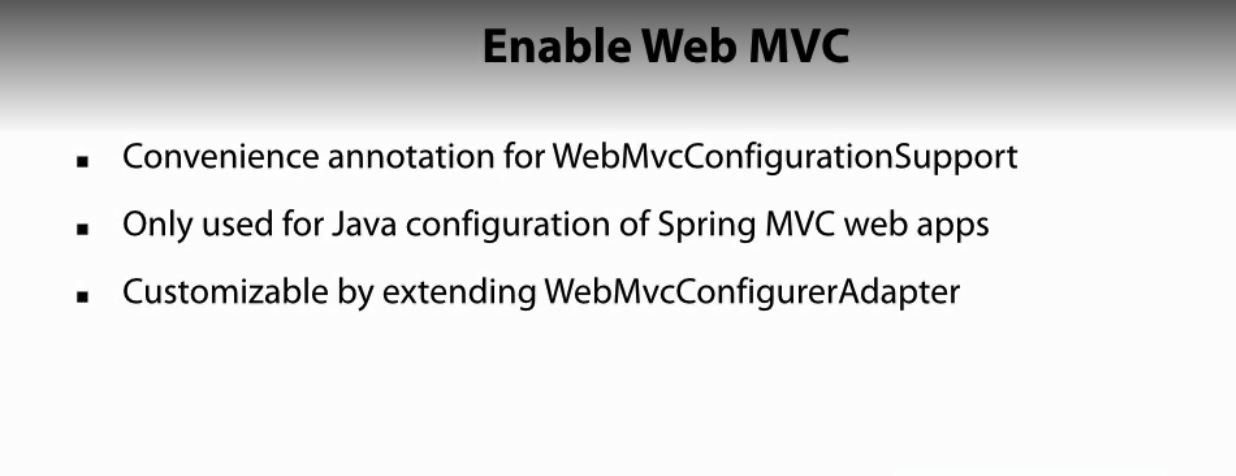 Enable Web MVC
▪ Convenience annotation for WebMvcConfigurationSupport
▪ Only used for Java configuration of Spring MVC web apps
▪ Customizable by extending WebMvcConfigurerAdapter